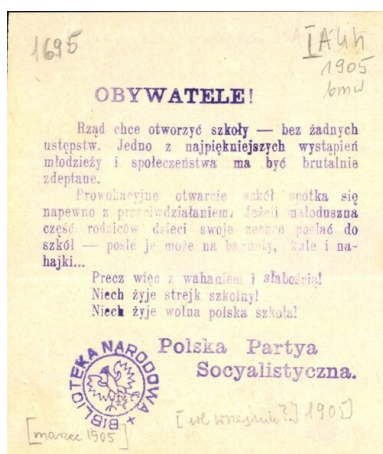 1695
I A4h
1905
bmw
OBYWATELE!
Rząd chce otworzyć szkoły — bez żadnych
ustępstw. Jedno z najpiękniejszych wystąpień
młodzieży i społeczeństwa ma być brutalnie
zdeptane.
Prowokacyjne otwarcie szkół spotka się
napewno z przeciwdziałaniem. Jeżeli małoduszna
część rodziców dzieci swoje zechce posłać do
szkół — pośle je może na bagnety, kule i na-
hajki...
Precz więc z wahaniem i słabością!
Niech żyje strejk szkolny!
Niech żyje wolna polska szkoła!
Polska Partya
Socyalistyczna.
BIBLIOTEKA NARODOWA
[marzec 1905]
[wrzesień?] 1905]